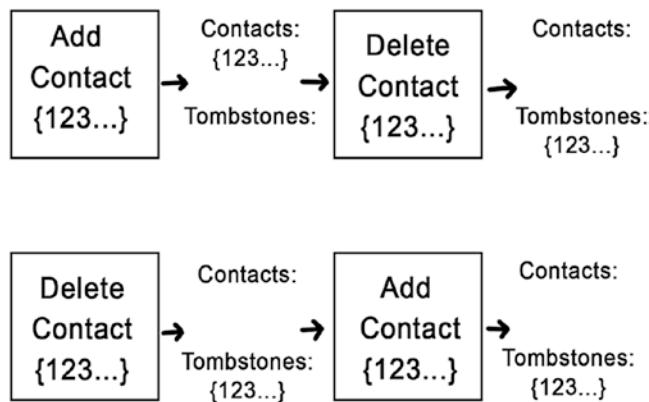 Add
Contact
{123...}
Contacts:
{123...}
Tombstones:
Delete
Contact
{123...}
Contacts:
Tombstones:
{123...}
Delete
Contact
{123...}
Contacts:
Tombstones:
{123...}
Add
Contact
{123...}
Contacts:
Tombstones:
{123...}